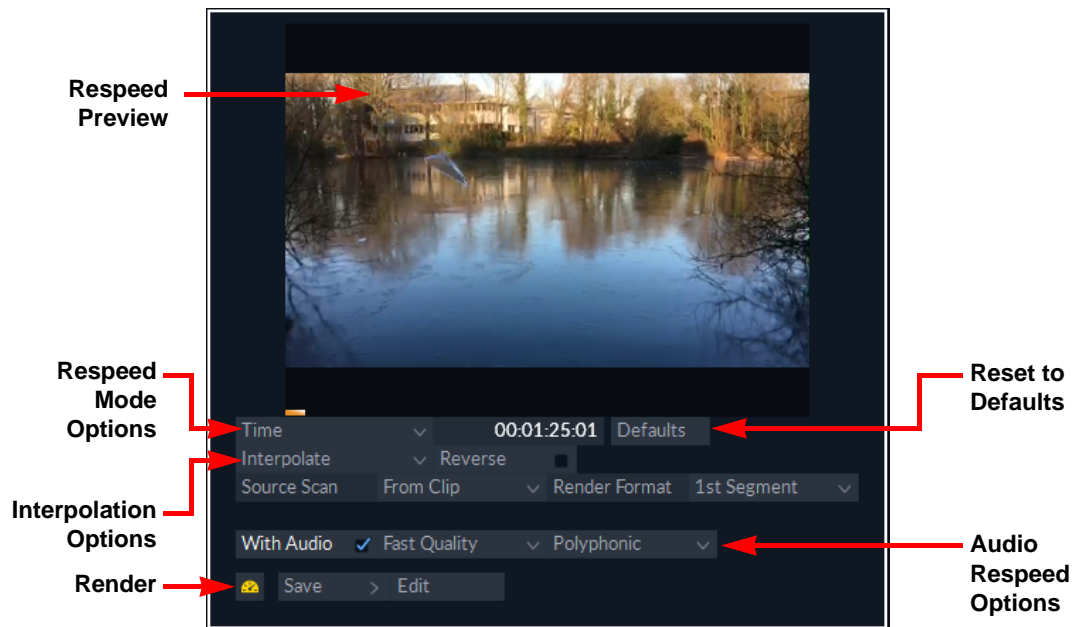 Respeed
Preview
Respeed
Mode
Options
Reset to
Defaults
Time 00:01:25:01 Defaults
Interpolate Reverse
Source Scan From Clip Render Format 1st Segment
Interpolation
Options
With Audio Fast Quality Polyphonic
Audio
Respeed
Options
Render
Save > Edit